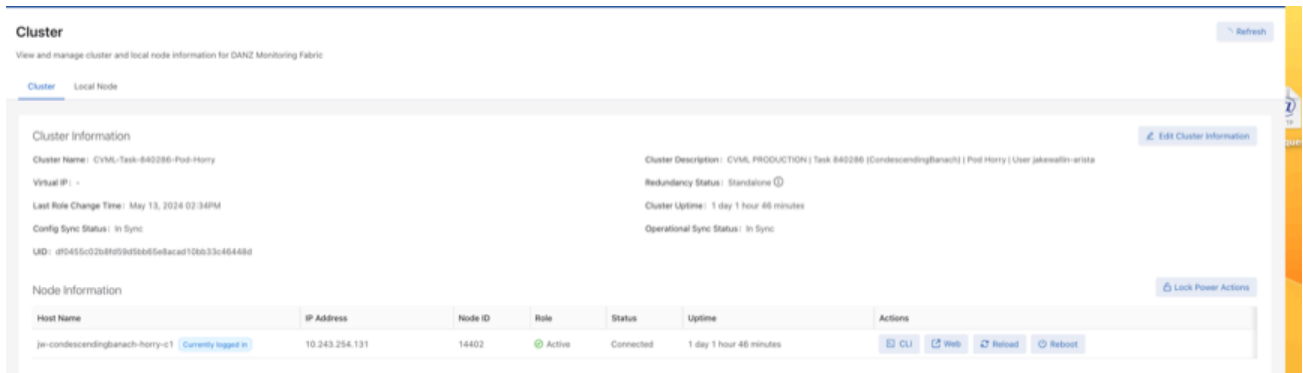 Cluster
Refresh
View and manage cluster and local node information for DANZ Monitoring Fabric
Cluster Local Node
Cluster Information
Edit Cluster Information
Cluster Name: CVML-Task-840286-Pod-Horry
Cluster Description: CVML PRODUCTION | Task 840286 (CondescendingBanach) | Pod Horry | User jakewallin-arista
Virtual IP: -
Redundancy Status: Standalone
Last Role Change Time: May 13, 2024 02:34PM
Cluster Uptime: 1 day 1 hour 46 minutes
Config Sync Status: In Sync
Operational Sync Status: In Sync
UID:
Node Information
Lock Power Actions
Host Name IP Address Node ID Role Status Uptime Actions
jw-condescendingbanach-horry-c1 Currently logged in 10.243.254.131 14402 Active Connected 1 day 1 hour 46 minutes CLI Web Reload Reboot